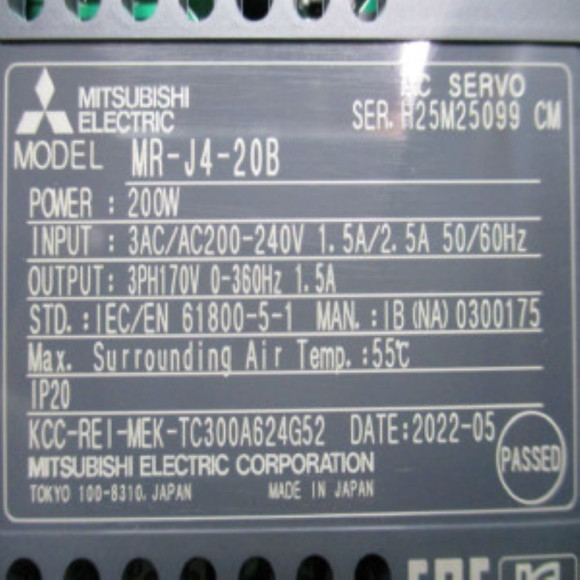 MITSUBISHI
ELECTRIC
AC SERVO
SER. H25M25099 CM
MODEL MR-J4-20B
POWER : 200W
INPUT : 3AC/AC200-240V 1.5A/2.5A 50/60Hz
OUTPUT: 3PH170V 0-360Hz 1.5A
STD.:IEC/EN 61800-5-1 MAN.:IB(NA)0300175
Max. Surrounding Air Temp.:55℃
IP20
KCC-REI-MEK-TC300A624G52 DATE:2022-05
PASSED
MITSUBISHI ELECTRIC CORPORATION
TOKYO 100-8310, JAPAN MADE IN JAPAN